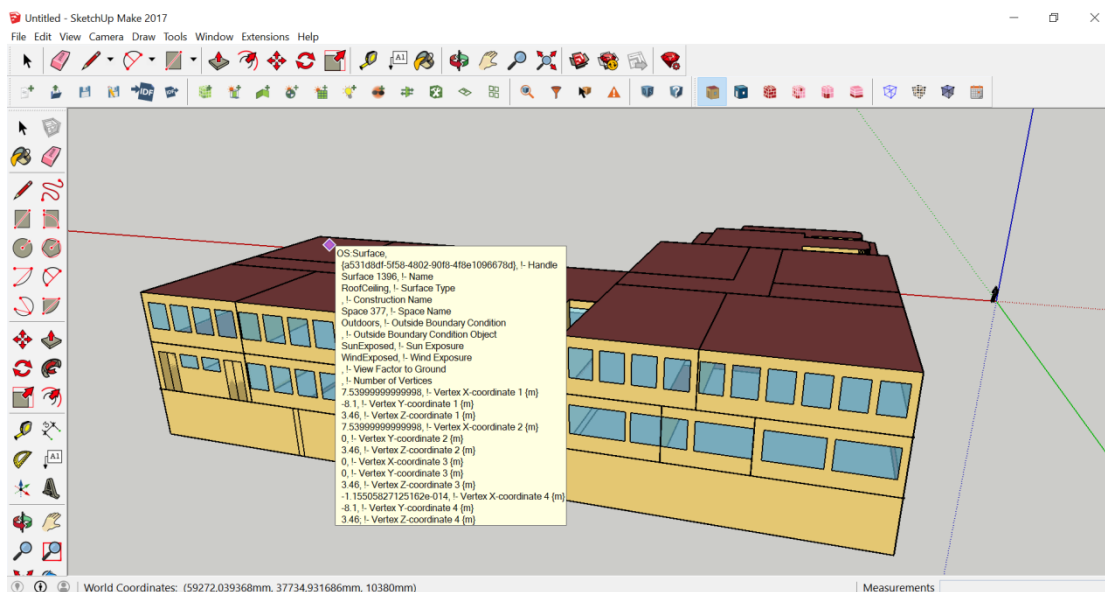 Untitled - SketchUp Make 2017
File Edit View Camera Draw Tools Window Extensions Help
A1
IDF
OS:Surface,
{a531d8df-5f58-4802-90f8-4f8e1096678d}, !- Handle
Surface 1396, !- Name
RoofCeiling, !- Surface Type
, !- Construction Name
Space 377, !- Space Name
Outdoors, !- Outside Boundary Condition
, !- Outside Boundary Condition Object
SunExposed, !- Sun Exposure
WindExposed, !- Wind Exposure
, !- View Factor to Ground
, !- Number of Vertices
7.53999999999998, !- Vertex X-coordinate 1 {m}
-8.1, !- Vertex Y-coordinate 1 {m}
3.46, !- Vertex Z-coordinate 1 {m}
7.53999999999998, !- Vertex X-coordinate 2 {m}
0, !- Vertex Y-coordinate 2 {m}
3.46, !- Vertex Z-coordinate 2 {m}
0, !- Vertex X-coordinate 3 {m}
0, !- Vertex Y-coordinate 3 {m}
3.46, !- Vertex Z-coordinate 3 {m}
-1.15505827125162e-014, !- Vertex X-coordinate 4 {m}
-8.1, !- Vertex Y-coordinate 4 {m}
3.46; !- Vertex Z-coordinate 4 {m}
A1
World Coordinates: (59272,039368mm, 37734,931686mm, 10380mm)
Measurements